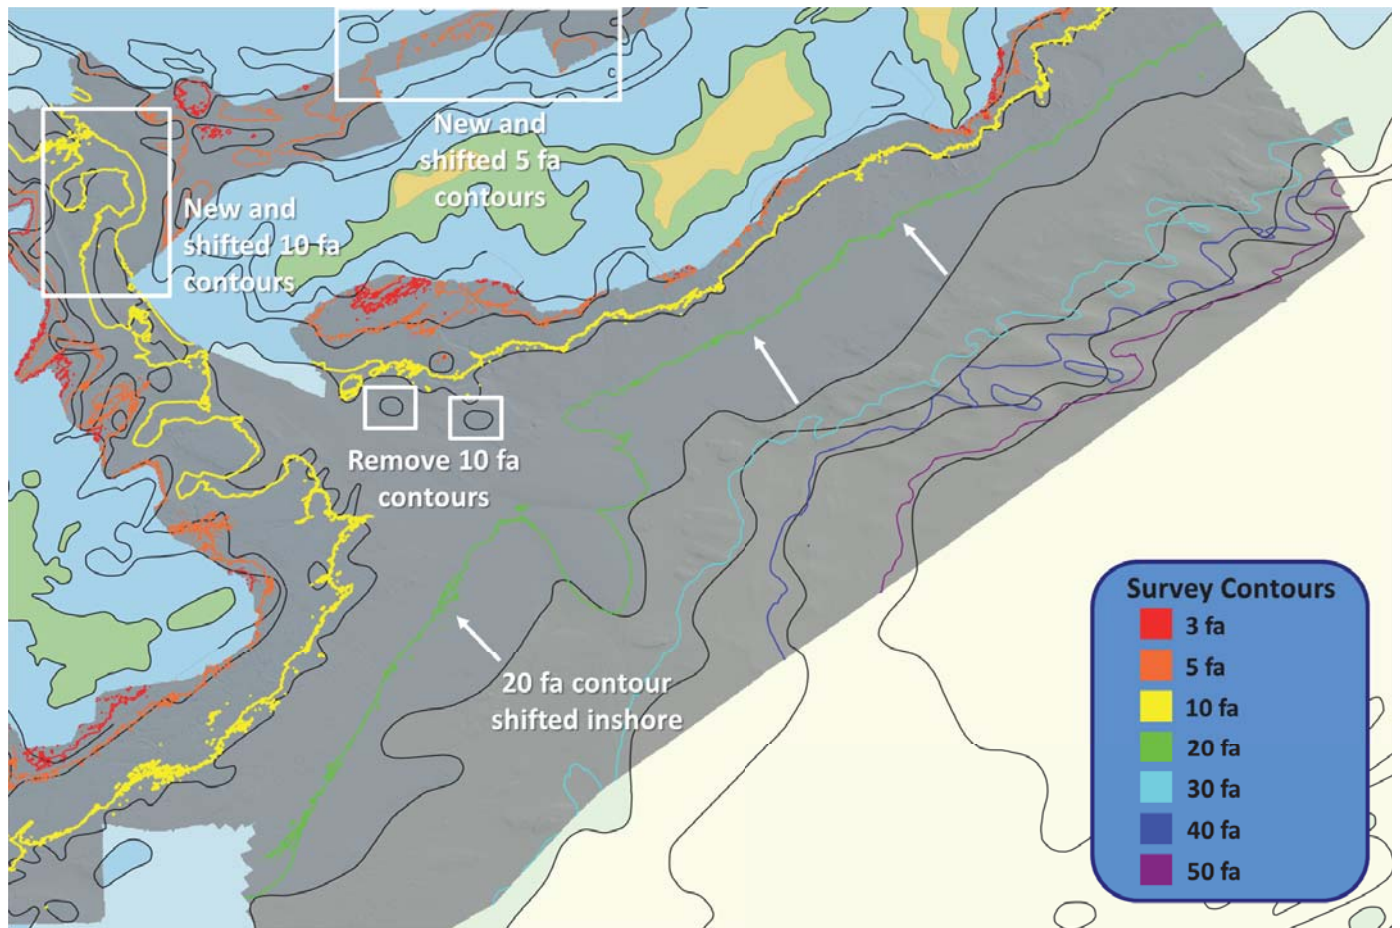 New and
shifted 5 fa
contours
New and
shifted 10 fa
contours
Remove 10 fa
contours
20 fa contour
shifted inshore
Survey Contours
3 fa
5 fa
10 fa
20 fa
30 fa
40 fa
50 fa